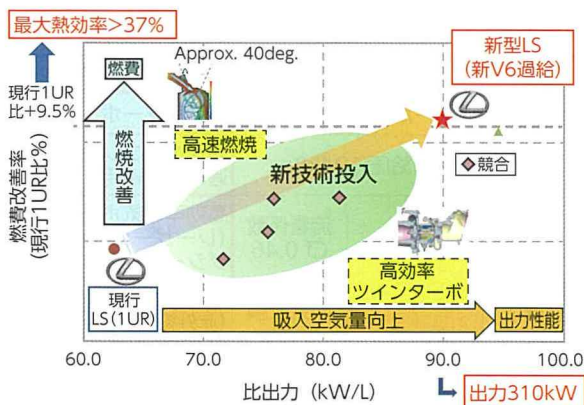 最大熱効率>37%
現行1UR
比+9.5%
燃費
Approx. 40deg.
新型LS
(新V6過給)
燃費改善率
(現行1UR比%)
燃焼改善
高速燃焼
新技術投入
競合
高効率
ツインターボ
現行
LS(1UR)
吸入空気量向上
出力性能
60.0
70.0
80.0
90.0
100.0
比出力 (kW/L)
出力310kW